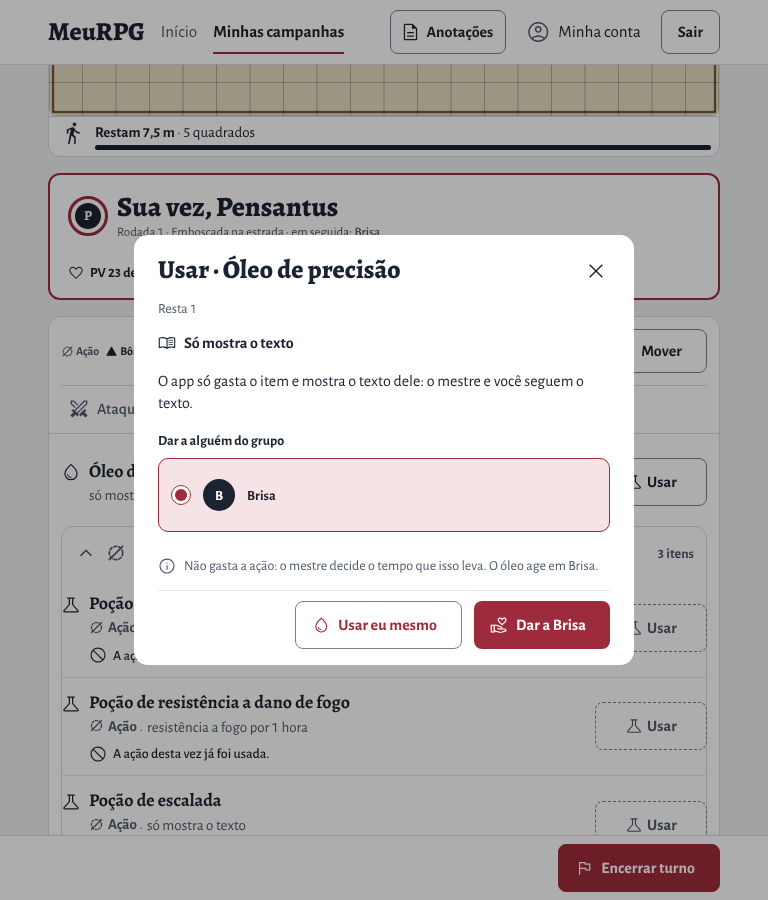 MeuRPG Início Minhas campanhas Anotações Minha conta Sair
Restam 7,5 m · 5 quadrados
P Sua vez, Pensantus
Rodada 1 · Emboscada na estrada · em seguida: Brisa
PV 23 de
Usar · Óleo de precisão
Resta 1
Só mostra o texto
O app só gasta o item e mostra o texto dele: o mestre e você seguem o
texto.
Dar a alguém do grupo
B Brisa
Não gasta a ação: o mestre decide o tempo que isso leva. O óleo age em Brisa.
Usar eu mesmo Dar a Brisa
Ação Mover
Ataqu
Óleo d Usar
só most
3 itens
Poção Usar
Ação
A aç
Poção de resistência a dano de fogo
Ação · resistência a fogo por 1 hora Usar
A ação desta vez já foi usada.
Poção de escalada
Ação · só mostra o texto Usar
Encerrar turno